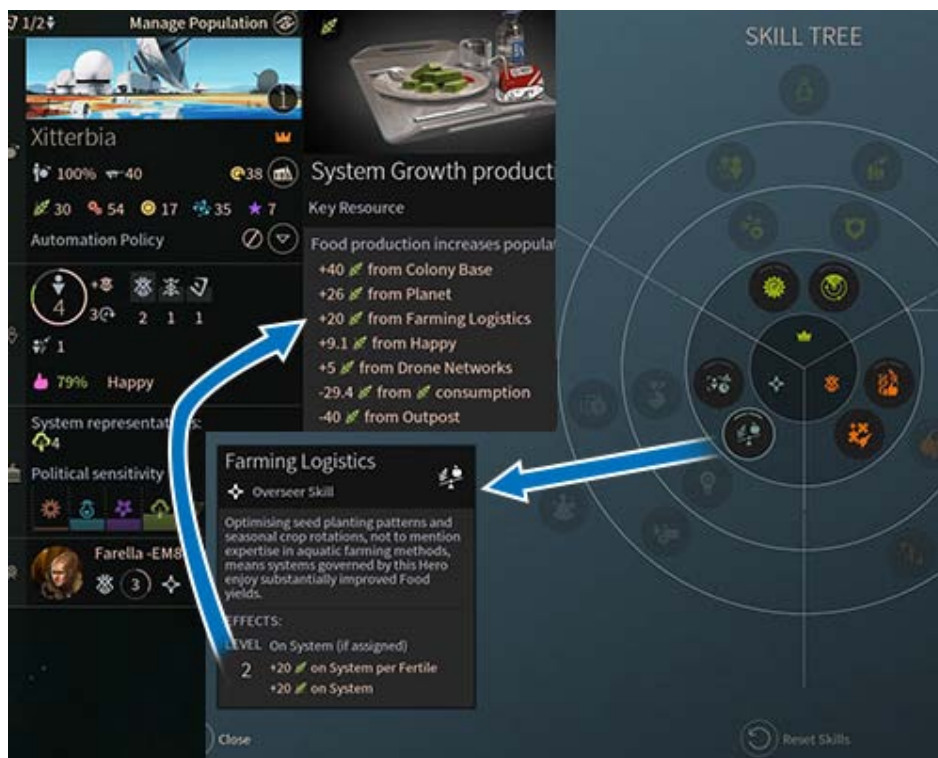 1/2
Manage Population
1
Xitterbia
100% -40 38
30 54 17 35 7
Automation Policy
4
+
3
2 1 1
1
79% Happy
System representatives:
4
Political sensitivity
Farella -EM8
3
System Growth product
Key Resource
Food production increases popula
+40 from Colony Base
+26 from Planet
+20 from Farming Logistics
+9.1 from Happy
+5 from Drone Networks
-29.4 from consumption
-40 from Outpost
Farming Logistics
Overseer Skill
Optimising seed planting patterns and
seasonal crop rotations, not to mention
expertise in aquatic farming methods,
means systems governed by this Hero
enjoy substantially improved Food
yields.
EFFECTS:
LEVEL On System (if assigned)
2 +20 on System per Fertile
+20 on System
Close
SKILL TREE
Reset Skills